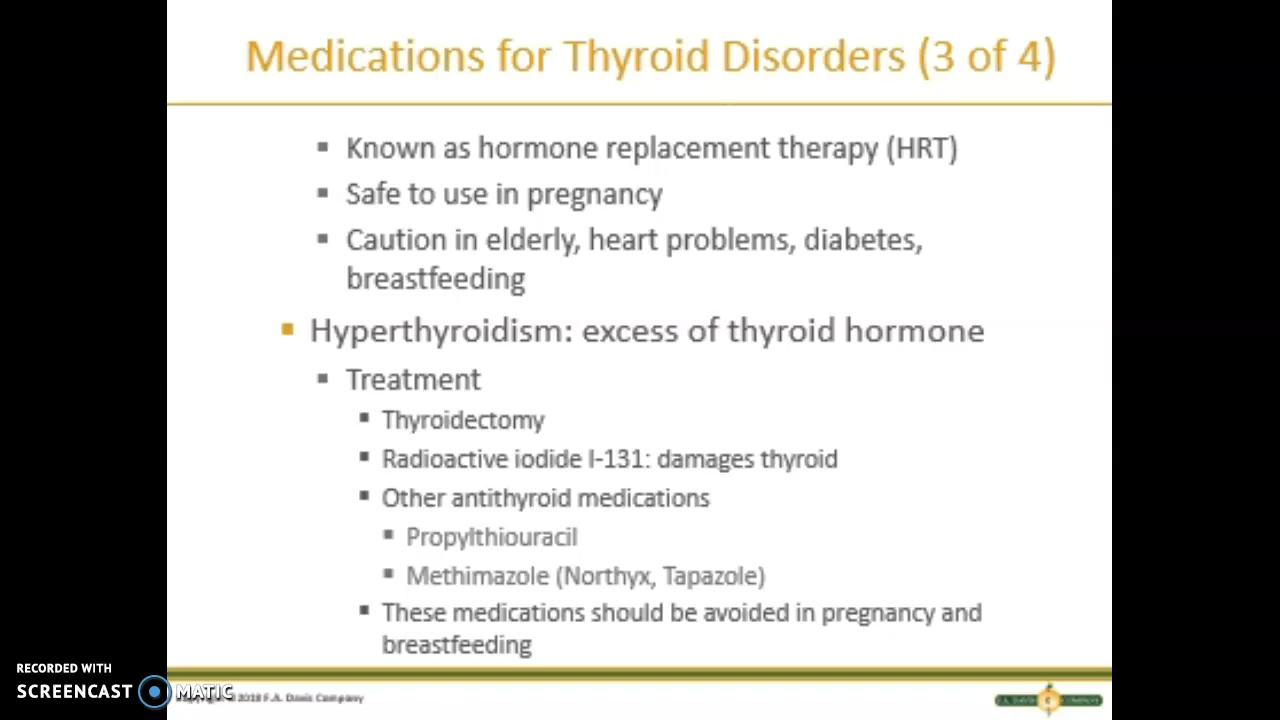 Medications for Thyroid Disorders (3 of 4)
Known as hormone replacement therapy (HRT)
Safe to use in pregnancy
Caution in elderly, heart problems, diabetes,
breastfeeding
Hyperthyroidism: excess of thyroid hormone
Treatment
Thyroidectomy
Radioactive iodide I-131: damages thyroid
Other antithyroid medications
Propylthiouracil
Methimazole (Northyx, Tapazole)
These medications should be avoided in pregnancy and
breastfeeding
RECORDED WITH
SCREENCAST MATIC
2018 F.A. Davis Company